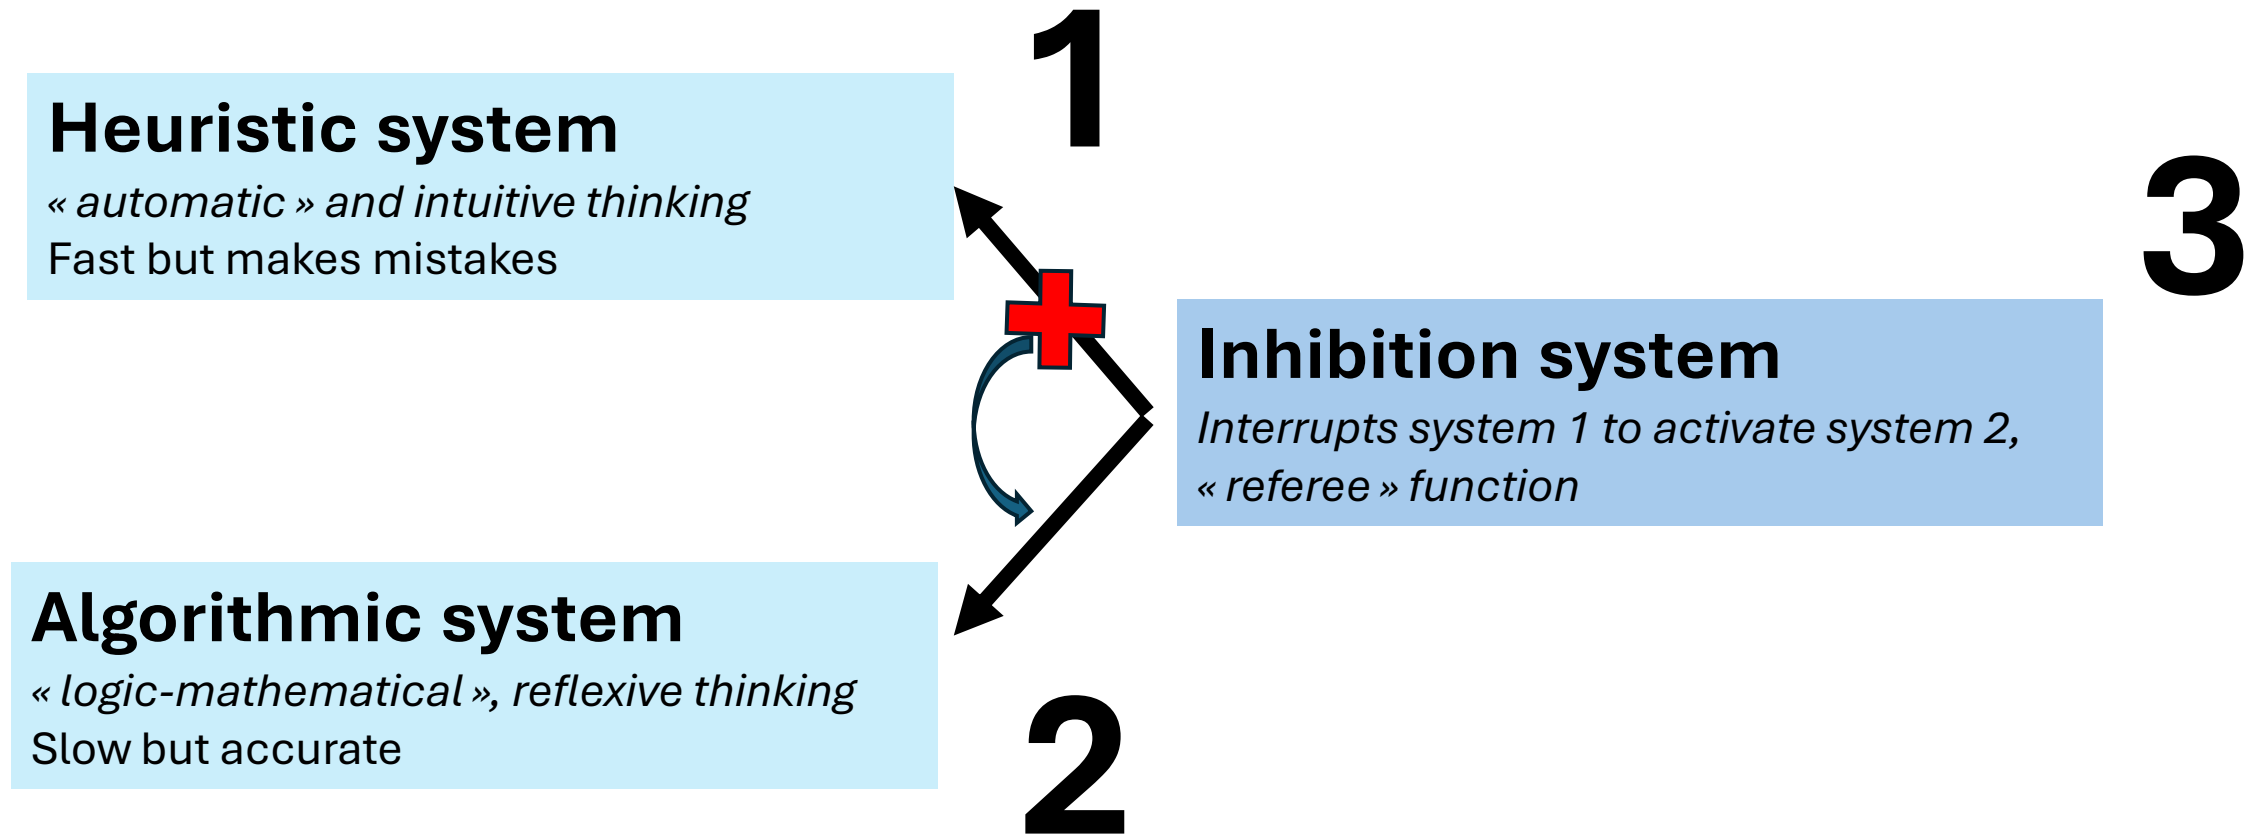 1
Heuristic system
« automatic » and intuitive thinking
Fast but makes mistakes
3
Inhibition system
Interrupts system 1 to activate system 2,
« referee » function
Algorithmic system
« logic-mathematical », reflexive thinking
Slow but accurate
2